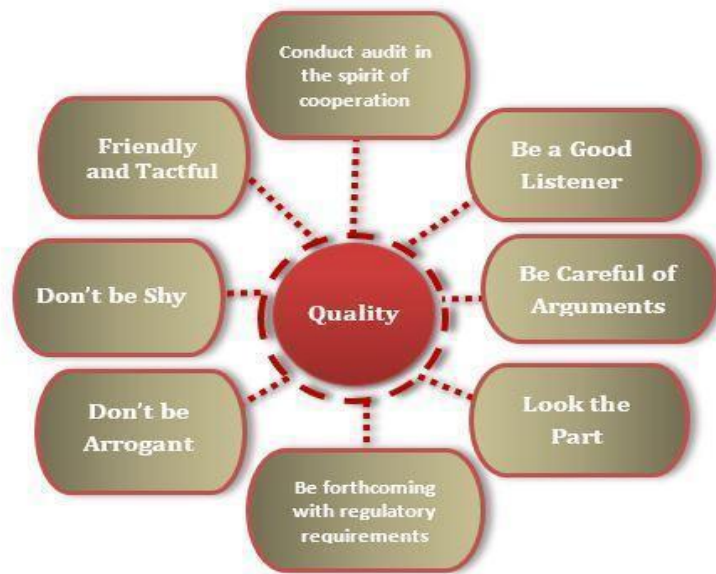 Conduct audit in
the spirit of
cooperation
Friendly
and Tactful
Be a Good
Listener
Don't be Shy
Quality
Be Careful of
Arguments
Don't be
Arrogant
Look the
Part
Be forthcoming
with regulatory
requirements